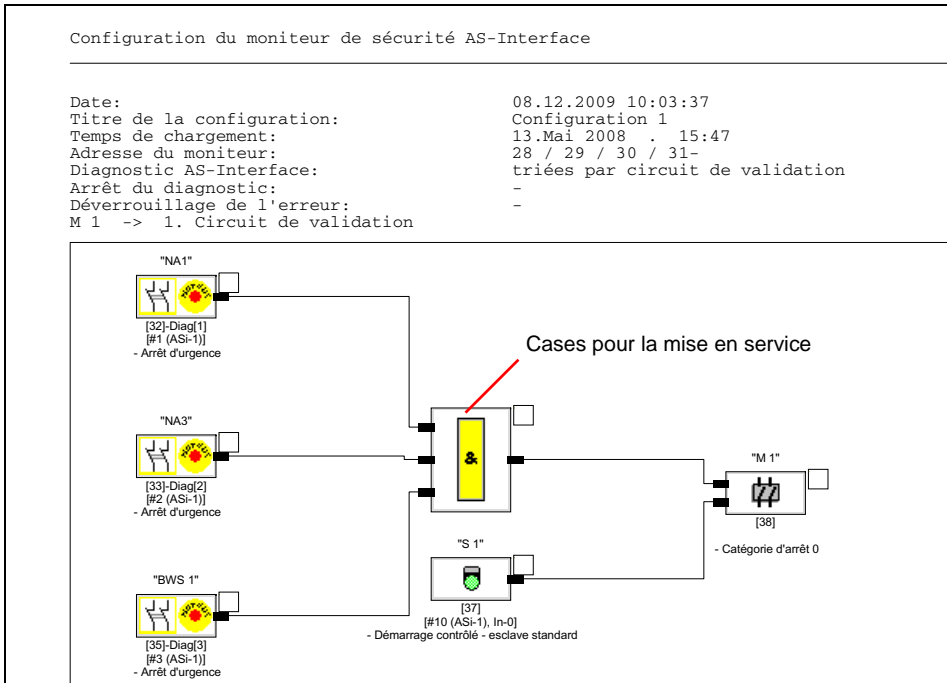 Configuration du moniteur de sécurité AS-Interface
Date: 08.12.2009 10:03:37
Titre de la configuration: Configuration 1
Temps de chargement: 13.Mai 2008 . 15:47
Adresse du moniteur: 28 / 29 / 30 / 31-
Diagnostic AS-Interface: triées par circuit de validation
Arrêt du diagnostic: -
Déverrouillage de l'erreur: -
M 1 -> 1. Circuit de validation
"NA1"
NOTAUS
[32]-Diag[1]
[#1 (ASi-1)]
- Arrêt d'urgence
Cases pour la mise en service
"NA3"
NOTAUS
[33]-Diag[2]
[#2 (ASi-1)]
- Arrêt d'urgence
&
"M 1"
[38]
- Catégorie d'arrêt 0
"S 1"
[37]
[#10 (ASi-1), In-0]
- Démarrage contrôlé - esclave standard
"BWS 1"
NOTAUS
[35]-Diag[3]
[#3 (ASi-1)]
- Arrêt d'urgence